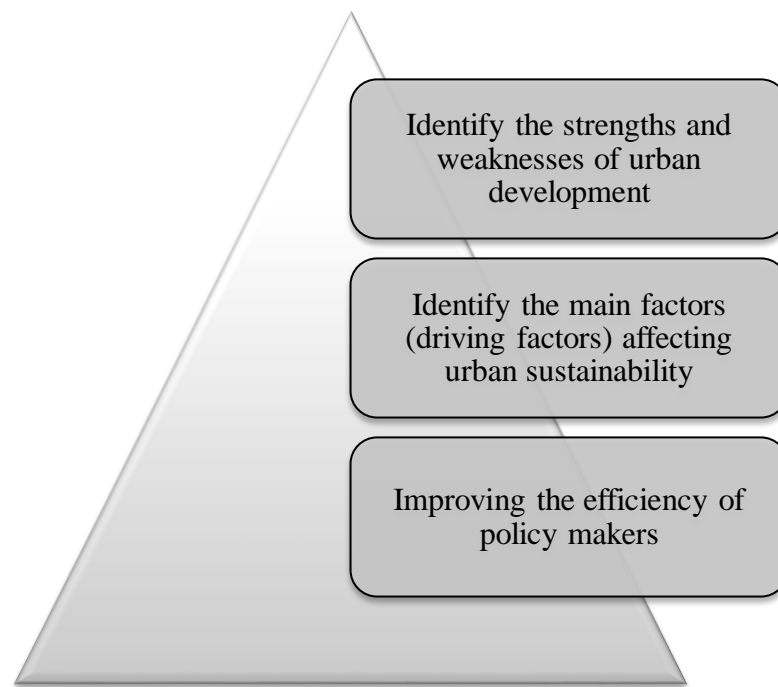 Identify the strengths and
weaknesses of urban
development
Identify the main factors
(driving factors) affecting
urban sustainability
Improving the efficiency of
policy makers